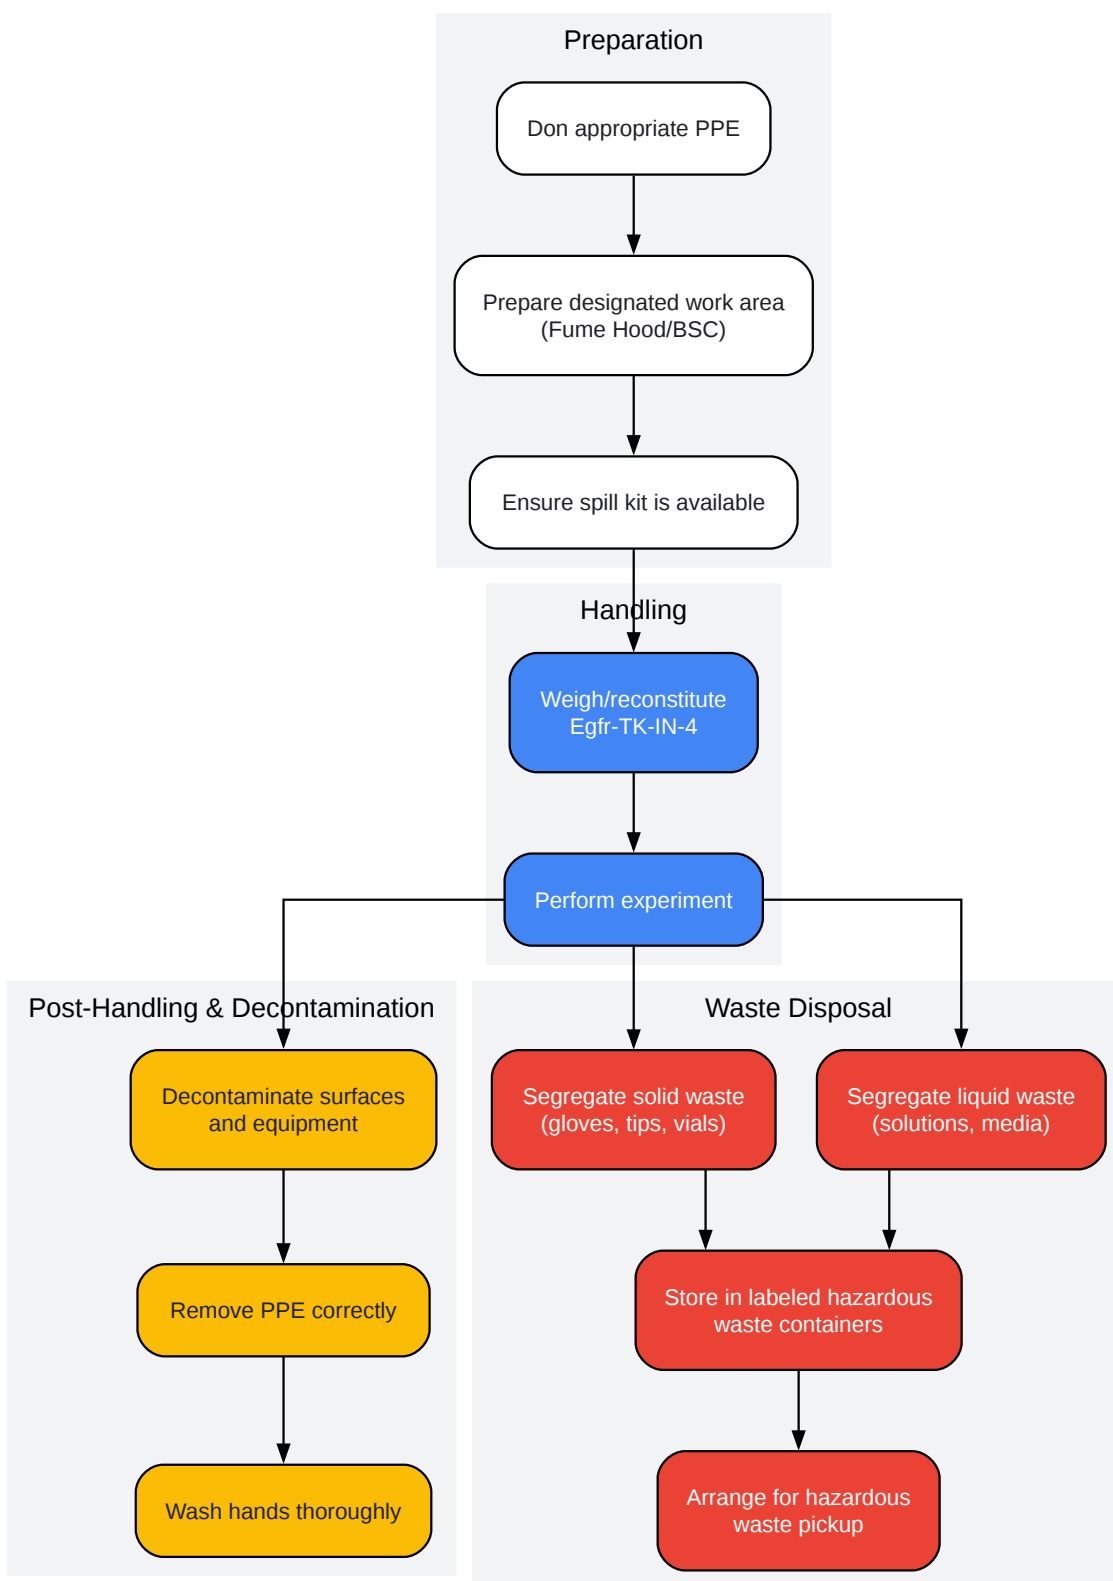 Preparation
Don appropriate PPE
Prepare designated work area
(Fume Hood/BSC)
Ensure spill kit is available
Handling
Weigh/reconstitute
Egfr-TK-IN-4
Perform experiment
Post-Handling & Decontamination
Decontaminate surfaces
and equipment
Remove PPE correctly
Wash hands thoroughly
Waste Disposal
Segregate solid waste
(gloves, tips, vials)
Segregate liquid waste
(solutions, media)
Store in labeled hazardous
waste containers
Arrange for hazardous
waste pickup